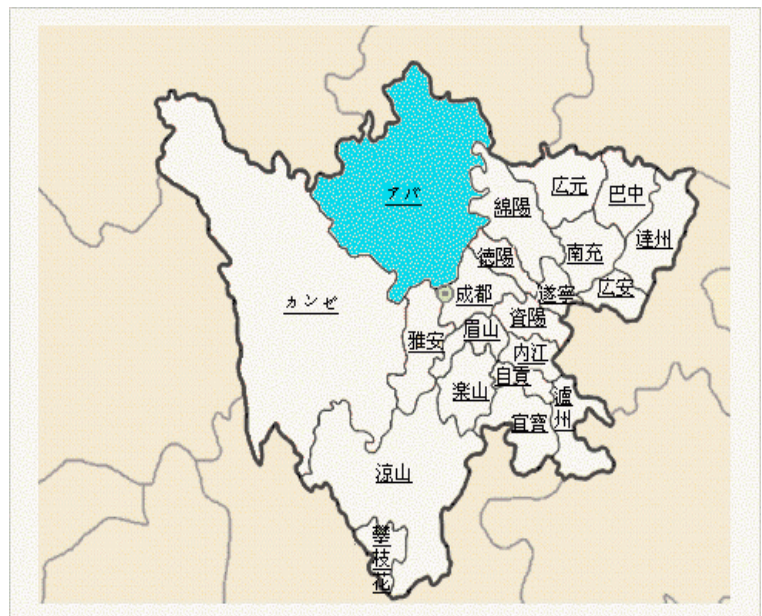 アバ
綿陽
広元
巴中
達州
徳陽
南充
カンゼ
成都
遂寧
広安
雅安
眉山
資陽
内江
自貢
楽山
瀘州
宜賓
涼山
攀枝花